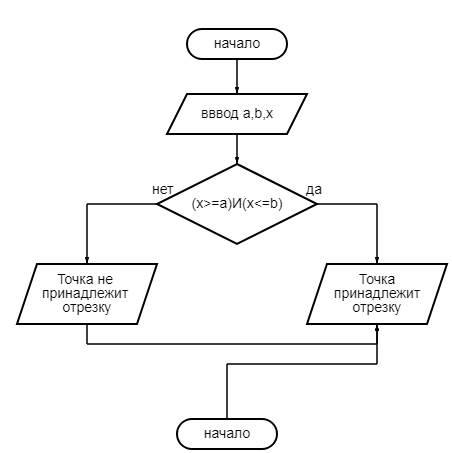 начало
вввод a,b,x
нет
(x>=a)И(x<=b)
да
Точка не
принадлежит
отрезку
Точка
принадлежит
отрезку
начало